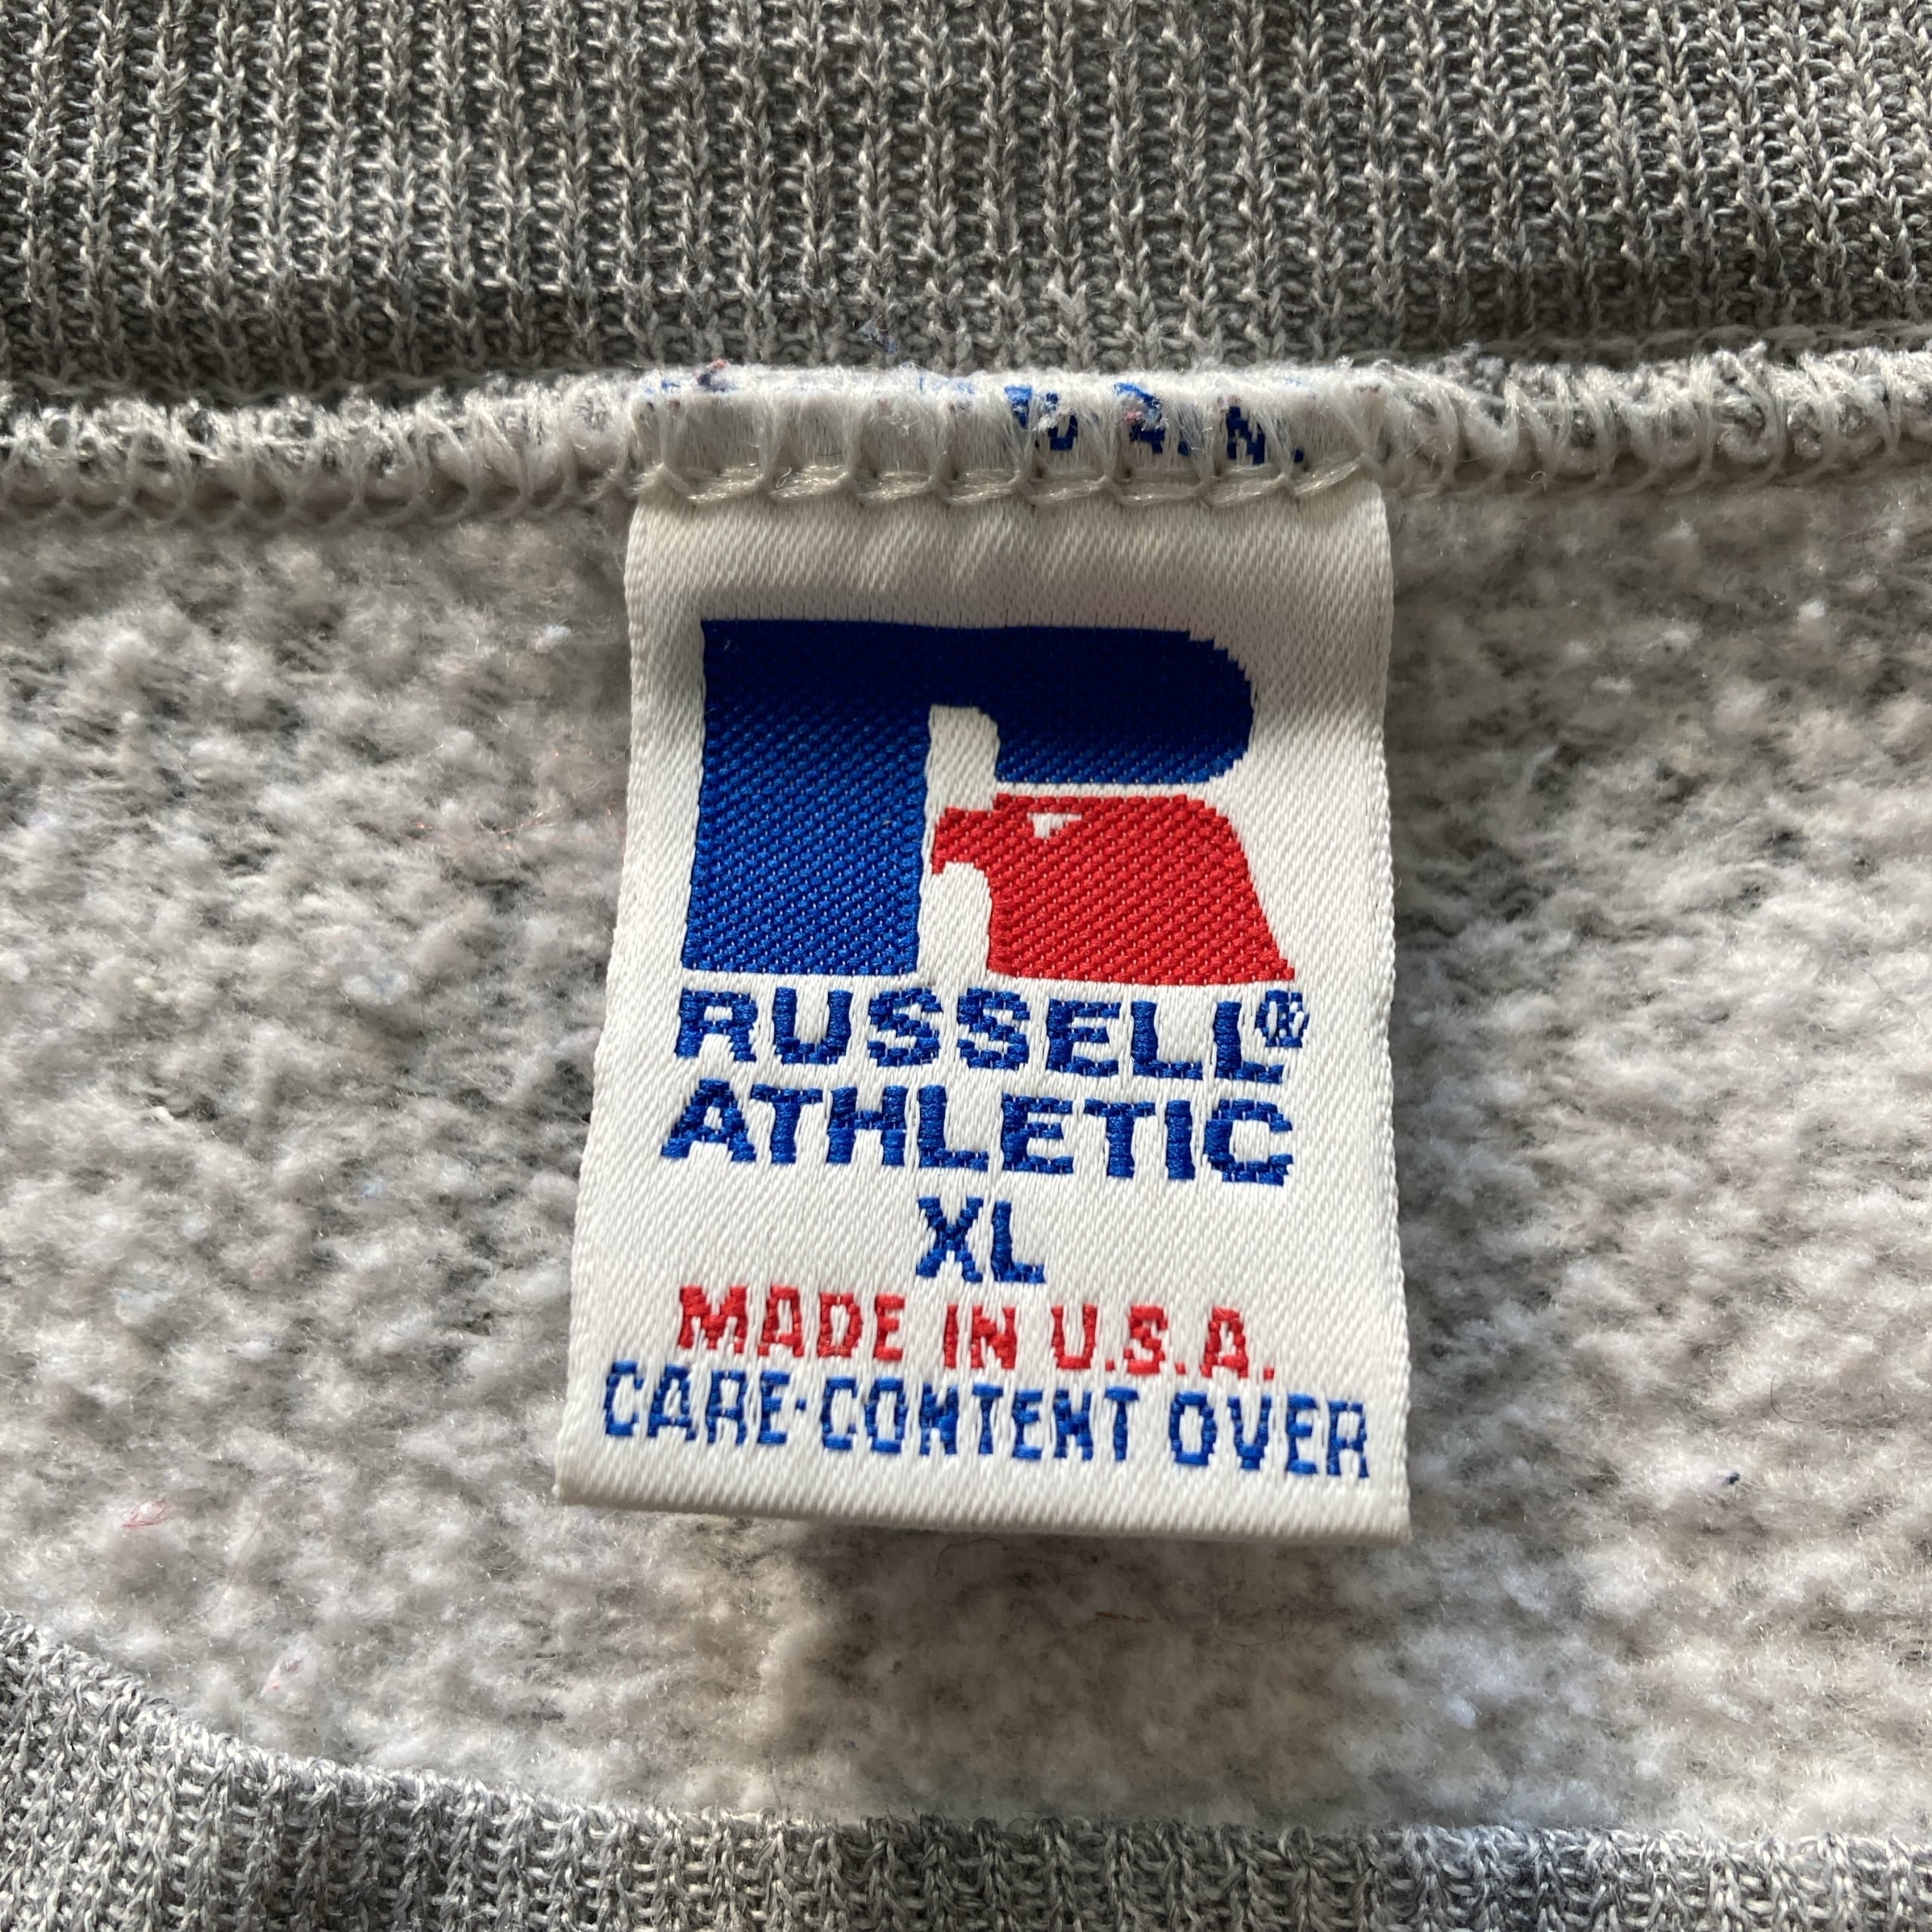 RUSSELL®
ATHLETIC
XL
MADE IN U.S.A.
CARE·CONTENT OVER